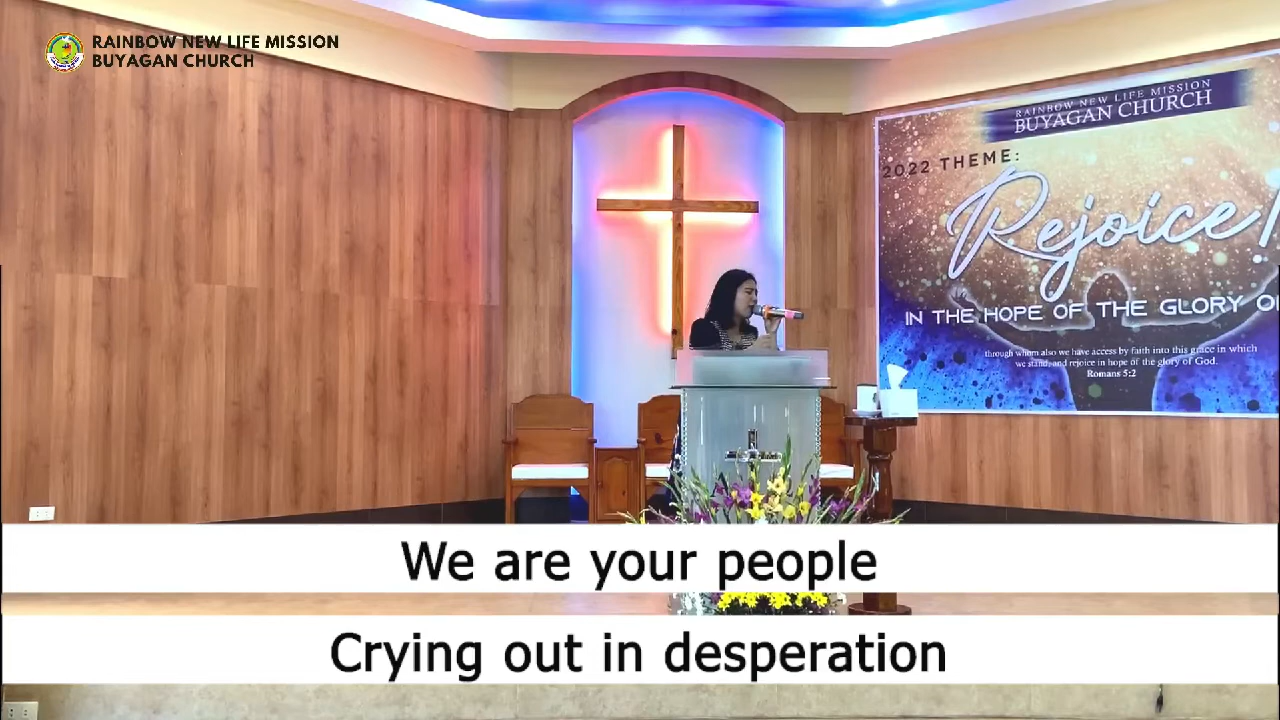 RAINBOW NEW LIFE MISSION
BUYAGAN CHURCH
RAINBOW NEW LIFE MISSION
BUYAGAN CHURCH
2022 THEME:
Rejoice!
IN THE HOPE OF THE GLORY
through whom also we have access by faith into this grace in which
we stand, and rejoice in hope of the glory of God.
Romans 5:2
We are your people
Crying out in desperation